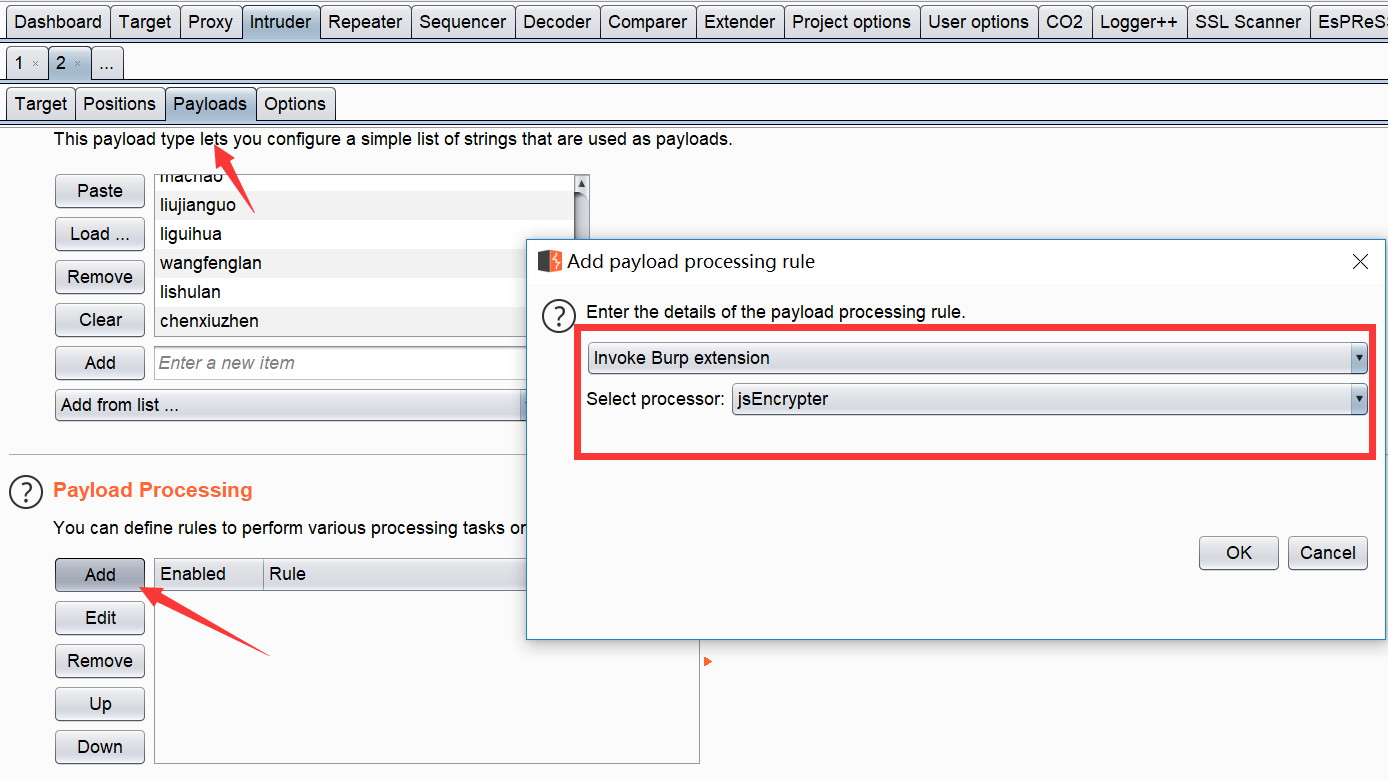 Dashboard Target Proxy Intruder Repeater Sequencer Decoder Comparer Extender Project options User options CO2 Logger++ SSL Scanner EsPReS
1 × 2 × ...
Target Positions Payloads Options
This payload type lets you configure a simple list of strings that are used as payloads.
Paste
Load ...
Remove
Clear
Add
machao
liujianguo
liguihua
wangfenglan
lishulan
chenxiuzhen
Enter a new item
Add from list ...
Add payload processing rule
? Enter the details of the payload processing rule.
Invoke Burp extension
Select processor: jsEncrypter
OK Cancel
? Payload Processing
You can define rules to perform various processing tasks or
Add
Edit
Remove
Up
Down
Enabled Rule